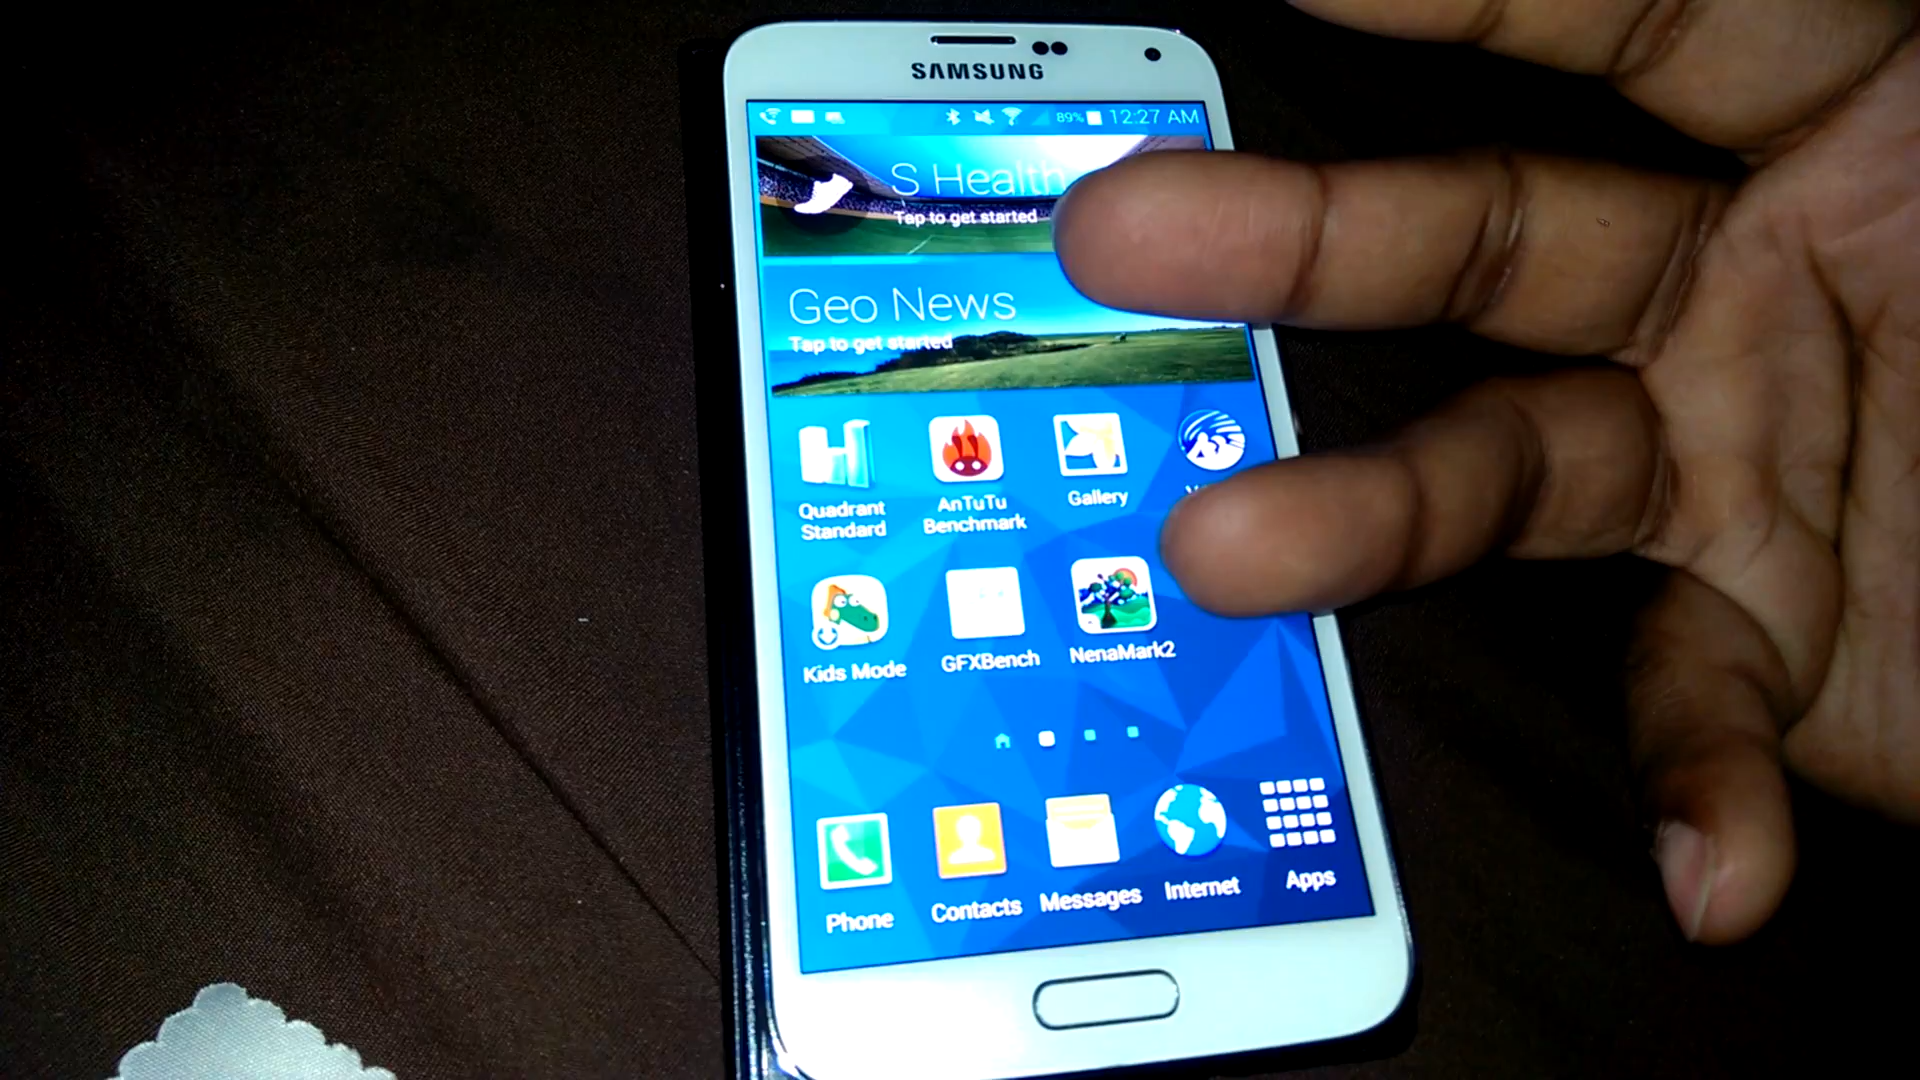 SAMSUNG
89% 12:27 AM
S Health
Tap to get started
Geo News
Tap to get started
Quadrant
Standard
AnTuTu
Benchmark
Gallery
Kids Mode
GFXBench
NenaMark2
Phone
Contacts
Messages
Internet
Apps